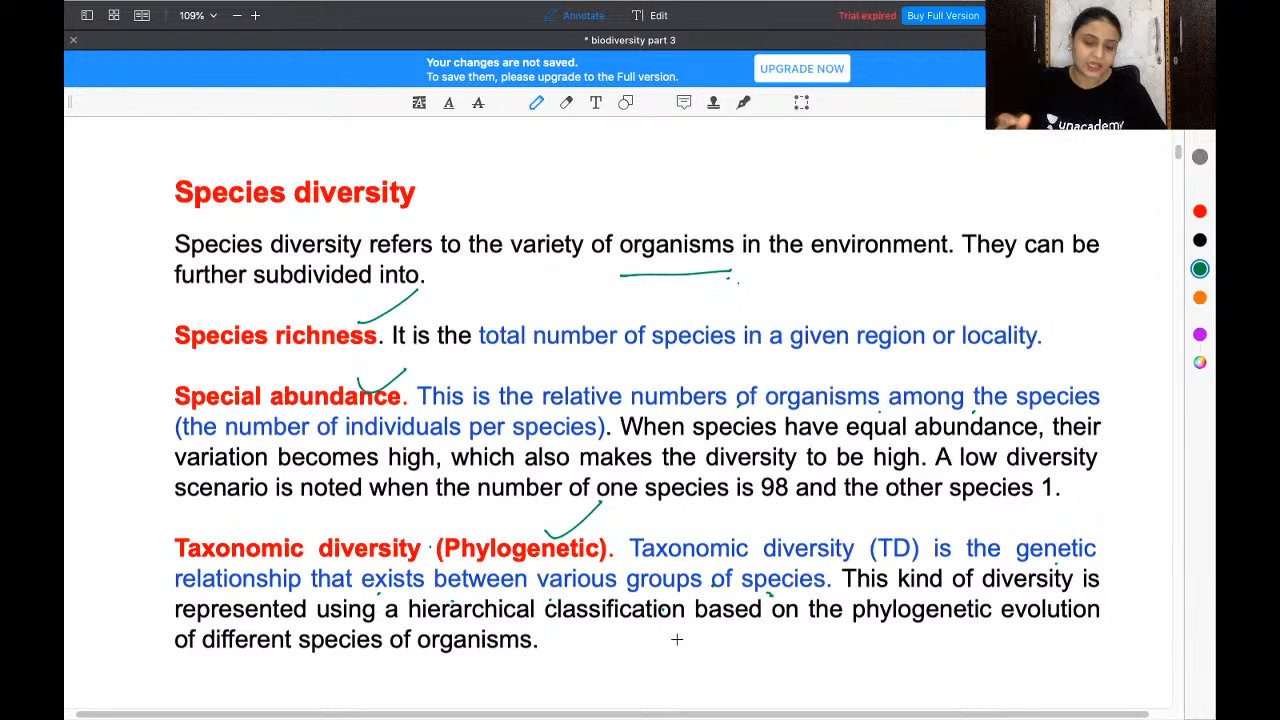 109%
Annotate
Edit
Trial expired
Buy Full Version
* biodiversity part 3
Your changes are not saved.
To save them, please upgrade to the Full version.
UPGRADE NOW
unacademy
Species diversity
Species diversity refers to the variety of organisms in the environment. They can be
further subdivided into.
Species richness. It is the total number of species in a given region or locality.
Special abundance. This is the relative numbers of organisms among the species
(the number of individuals per species). When species have equal abundance, their
variation becomes high, which also makes the diversity to be high. A low diversity
scenario is noted when the number of one species is 98 and the other species 1.
Taxonomic diversity (Phylogenetic). Taxonomic diversity (TD) is the genetic
relationship that exists between various groups of species. This kind of diversity is
represented using a hierarchical classification based on the phylogenetic evolution
of different species of organisms.